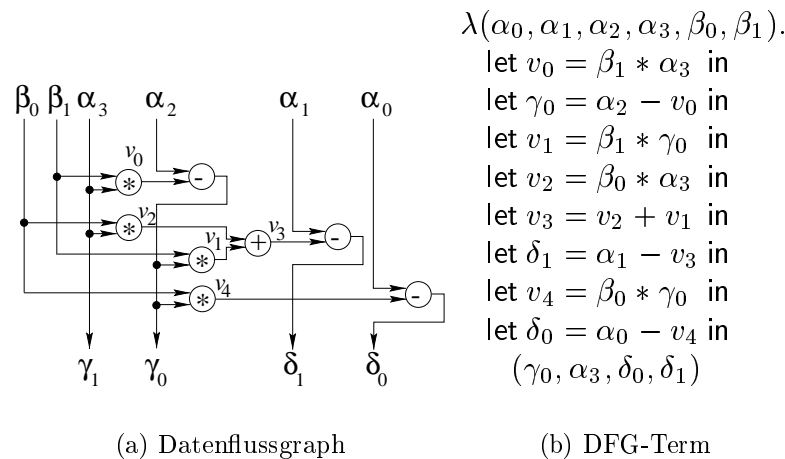 β₀ β₁ α₃ α₂ α₁ α₀
v₀
*
-
v₂
*
v₁
*
+
v₃
-
v₄
*
-
γ₁ γ₀ δ₁ δ₀
(a) Datenflussgraph
λ(α₀, α₁, α₂, α₃, β₀, β₁).
let v₀ = β₁ * α₃ in
let γ₀ = α₂ − v₀ in
let v₁ = β₁ * γ₀ in
let v₂ = β₀ * α₃ in
let v₃ = v₂ + v₁ in
let δ₁ = α₁ − v₃ in
let v₄ = β₀ * γ₀ in
let δ₀ = α₀ − v₄ in
(γ₀, α₃, δ₀, δ₁)
(b) DFG-Term